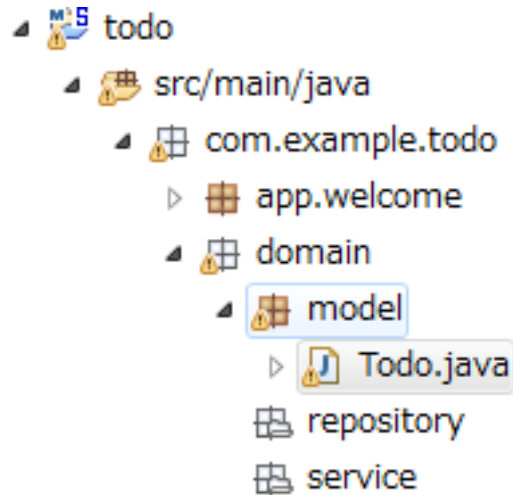 todo
src/main/java
com.example.todo
app.welcome
domain
model
Todo.java
repository
service